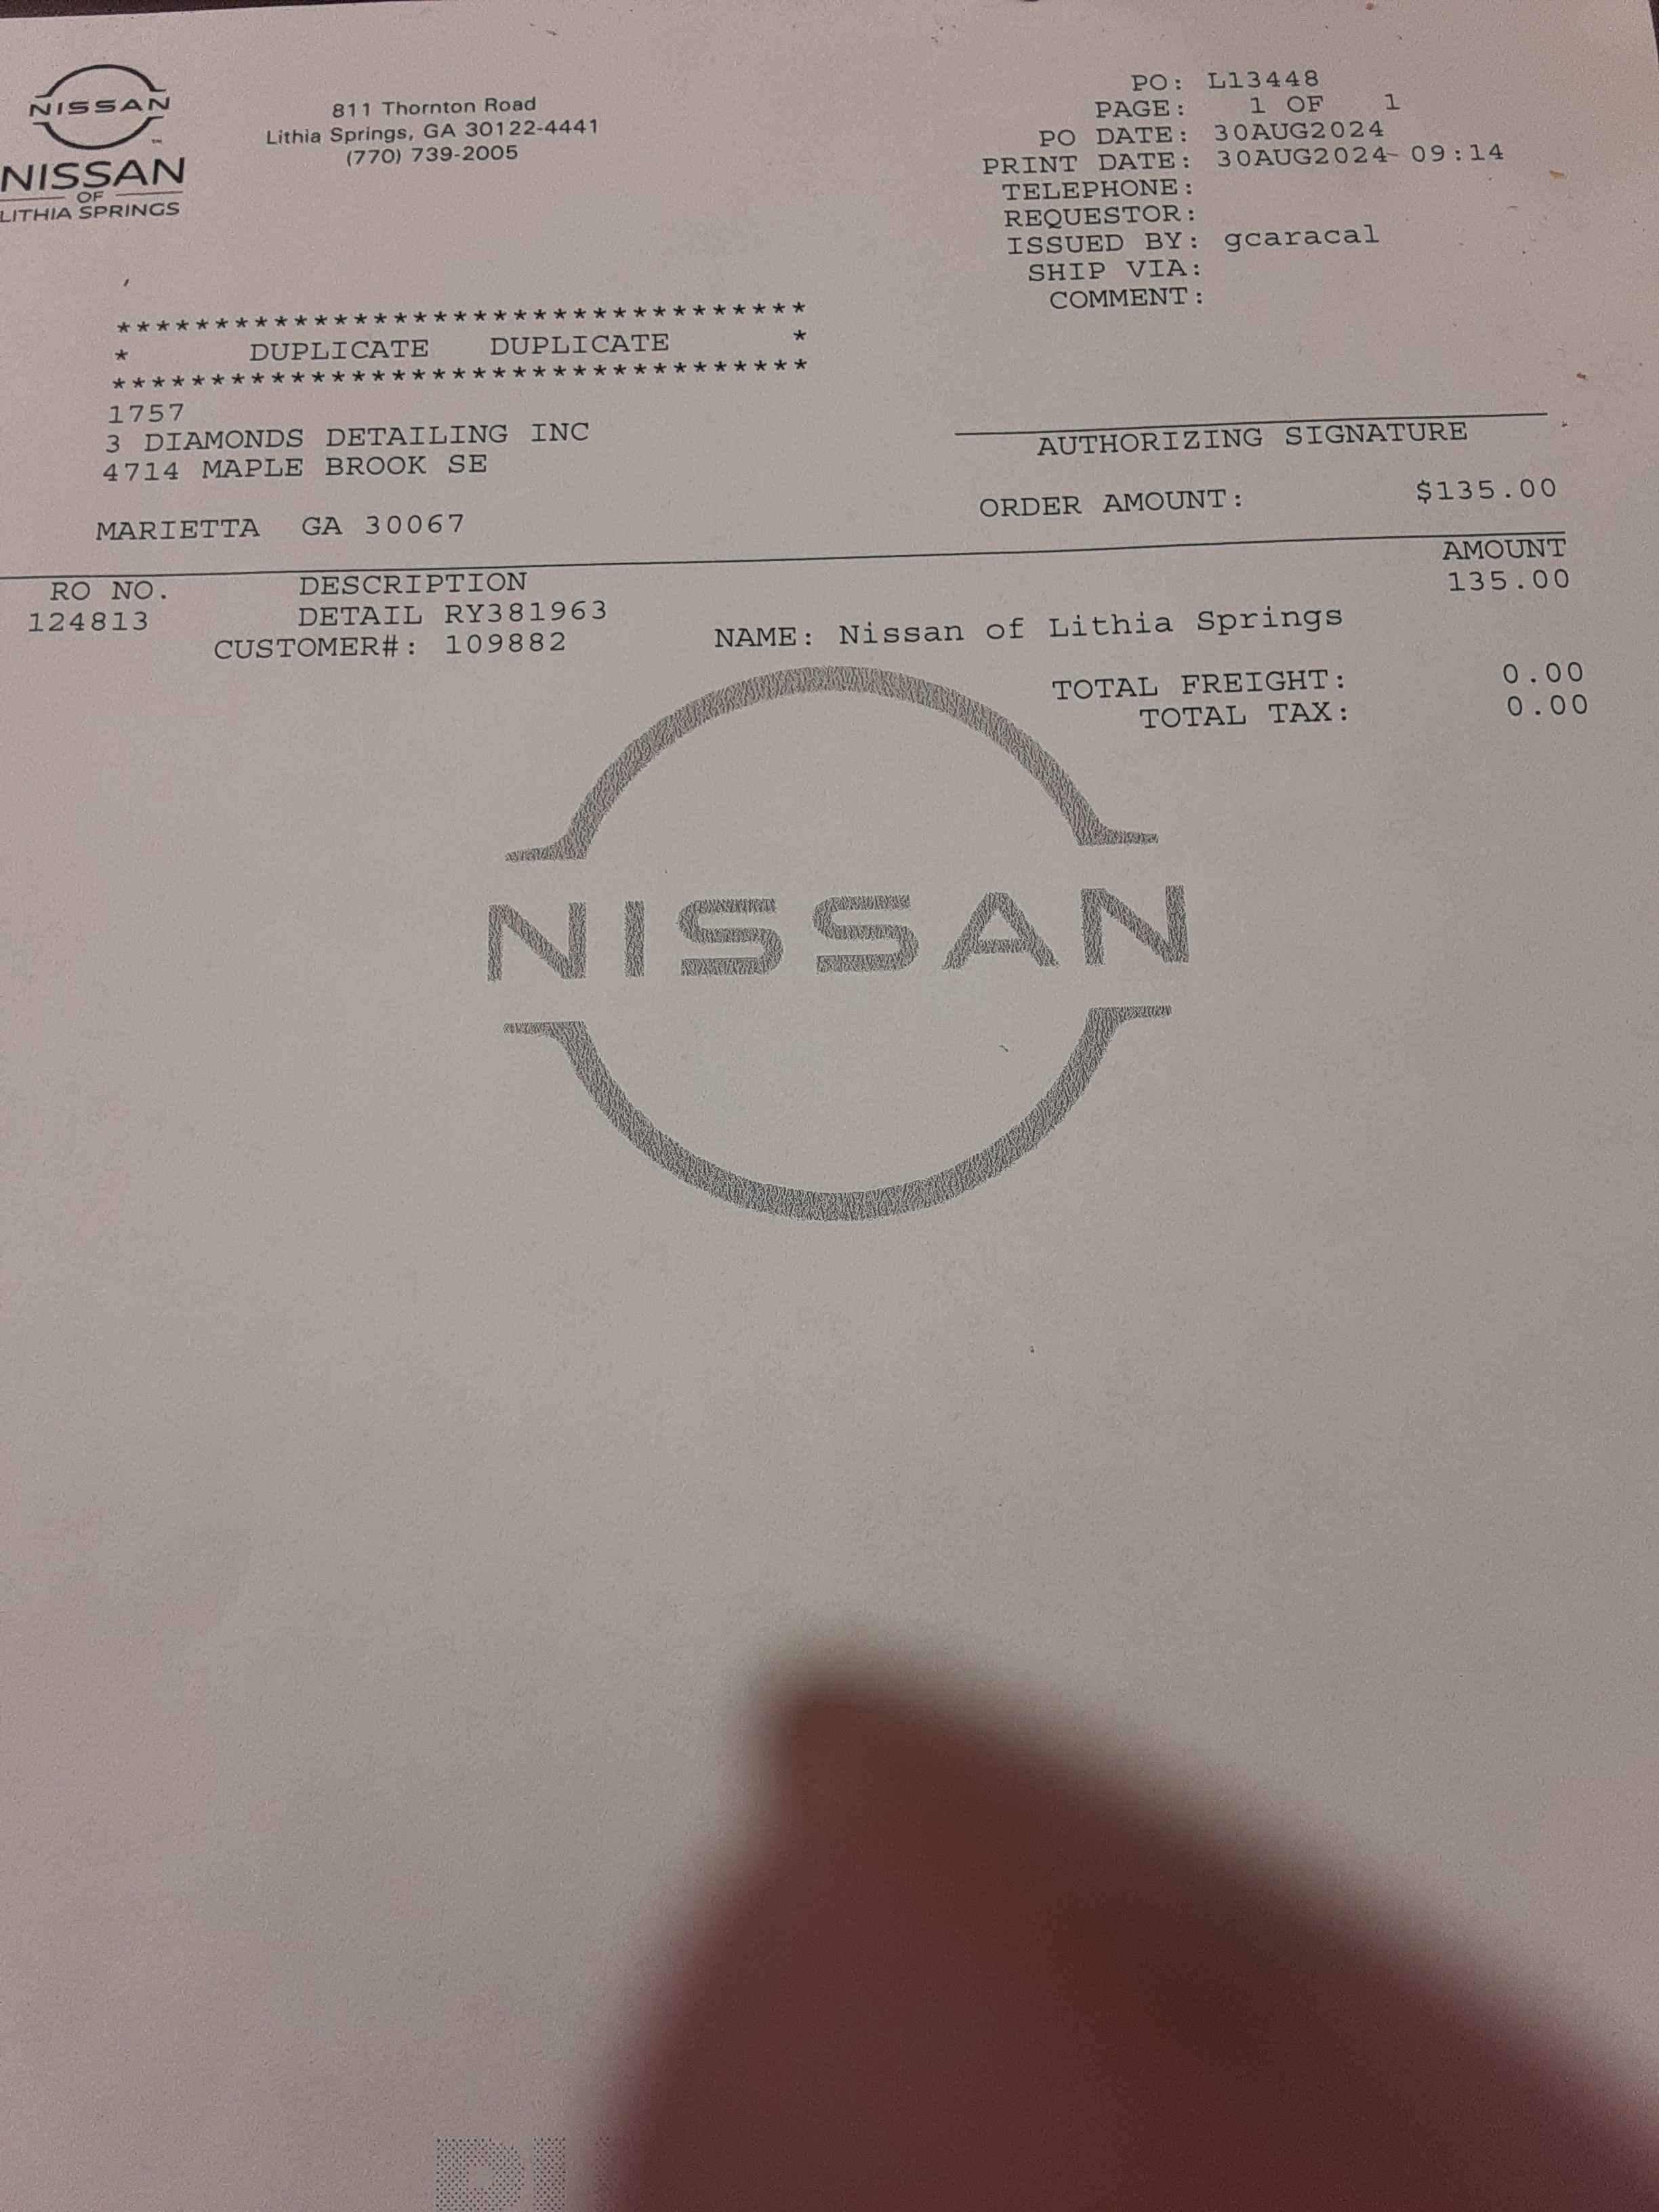 NISSAN
NISSAN
OF
LITHIA SPRINGS
811 Thornton Road
Lithia Springs, GA 30122-4441
(770) 739-2005
PO: L13448
PAGE: 1 OF 1
PO DATE: 30AUG2024
PRINT DATE: 30AUG2024- 09:14
TELEPHONE:
REQUESTOR:
ISSUED BY: gcaracal
SHIP VIA:
COMMENT:
***********************************
* DUPLICATE DUPLICATE *
***********************************
1757
3 DIAMONDS DETAILING INC
4714 MAPLE BROOK SE
MARIETTA GA 30067
AUTHORIZING SIGNATURE
ORDER AMOUNT: $135.00
RO NO. DESCRIPTION AMOUNT
124813 DETAIL RY381963 135.00
CUSTOMER#: 109882 NAME: Nissan of Lithia Springs
TOTAL FREIGHT: 0.00
TOTAL TAX: 0.00
NISSAN